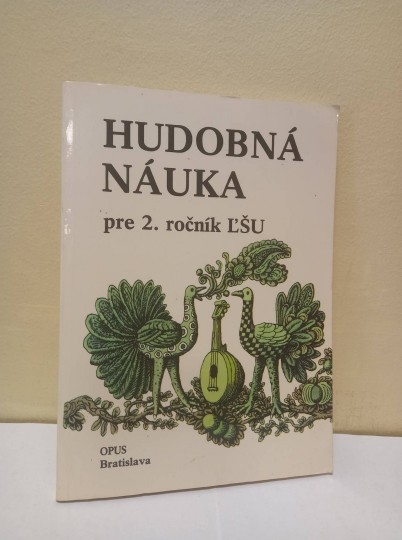 HUDOBNÁ
NÁUKA
pre 2. ročník ĽŠU
OPUS
Bratislava